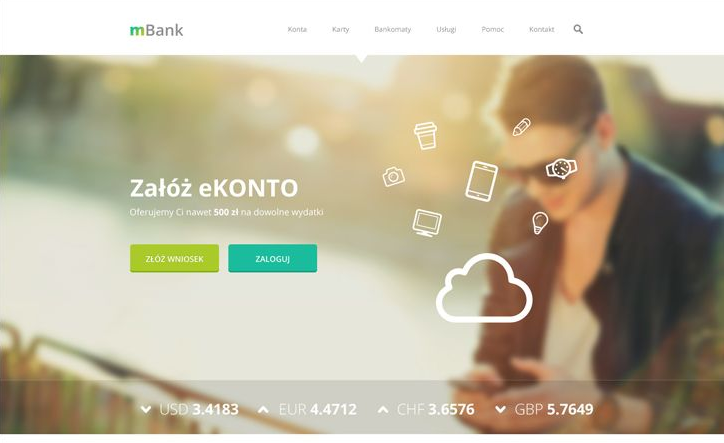 mBank
Konta Karty Bankomaty Usługi Pomoc Kontakt
Załóż eKONTO
Oferujemy Ci nawet 500 zł na dowolne wydatki
ZŁÓŻ WNIOSEK ZALOGUJ
USD 3.4183 EUR 4.4712 CHF 3.6576 GBP 5.7649